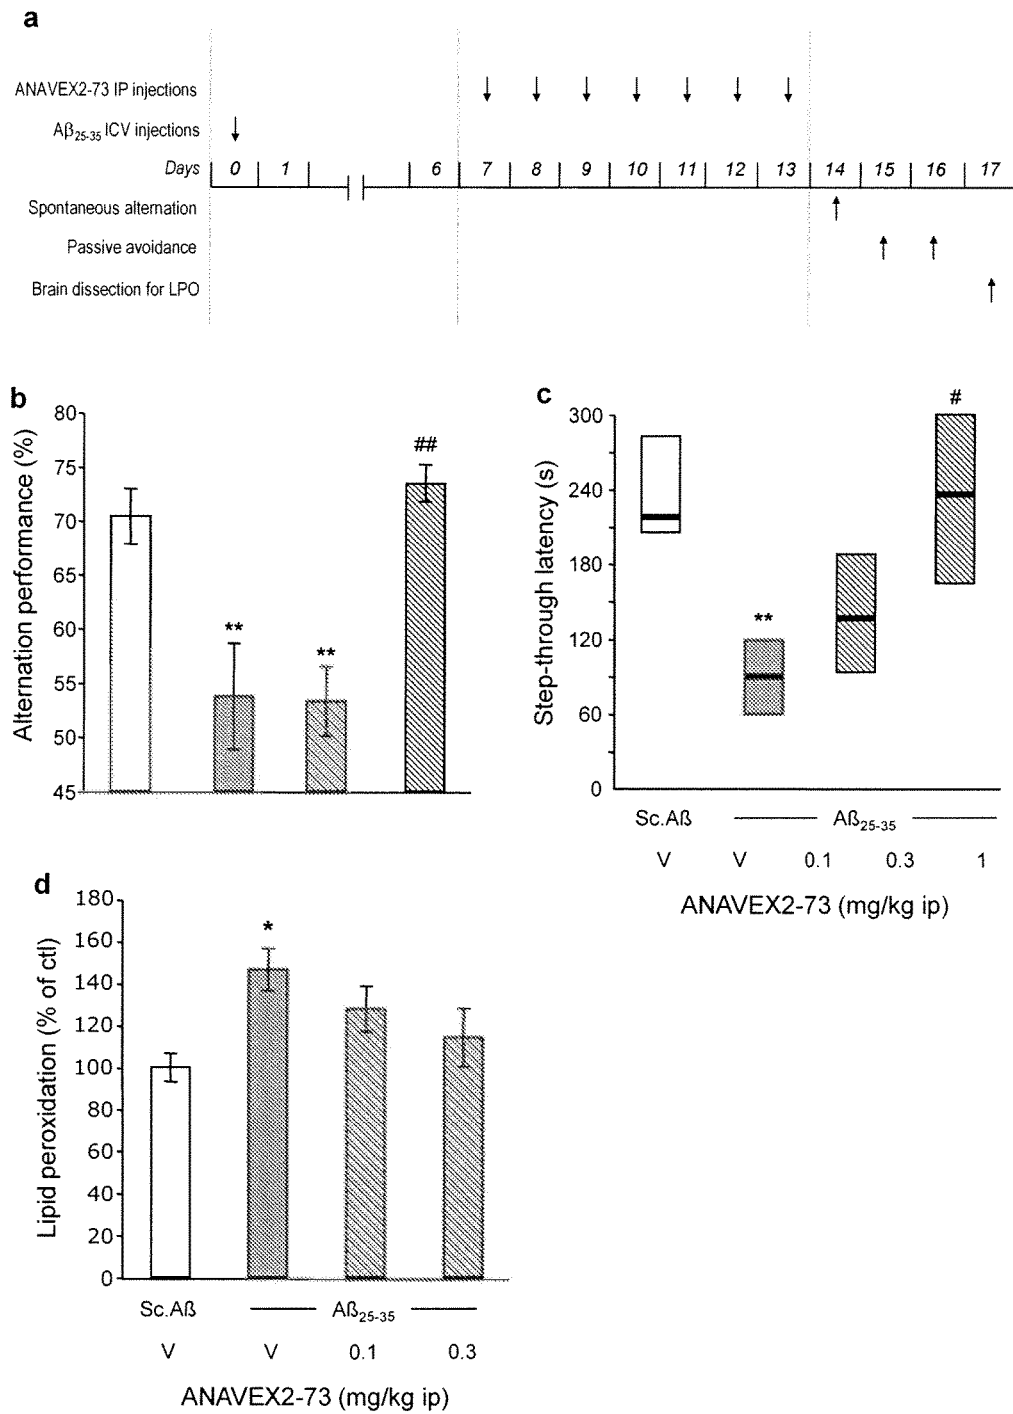 a
ANAVEX2-73 IP injections
Aβ25-35 ICV injections
Days 0 1 6 7 8 9 10 11 12 13 14 15 16 17
Spontaneous alternation
Passive avoidance
Brain dissection for LPO
b
Alternation performance (%)
80
75
70
65
60
55
50
45
**
**
##
c
Step-through latency (s)
300
240
180
120
60
0
**
#
Sc.Aß Aß25-35
V V 0.1 0.3 1
ANAVEX2-73 (mg/kg ip)
d
Lipid peroxidation (% of ctl)
180
160
140
120
100
80
60
40
20
0
*
Sc.Aß Aß25-35
V V 0.1 0.3
ANAVEX2-73 (mg/kg ip)